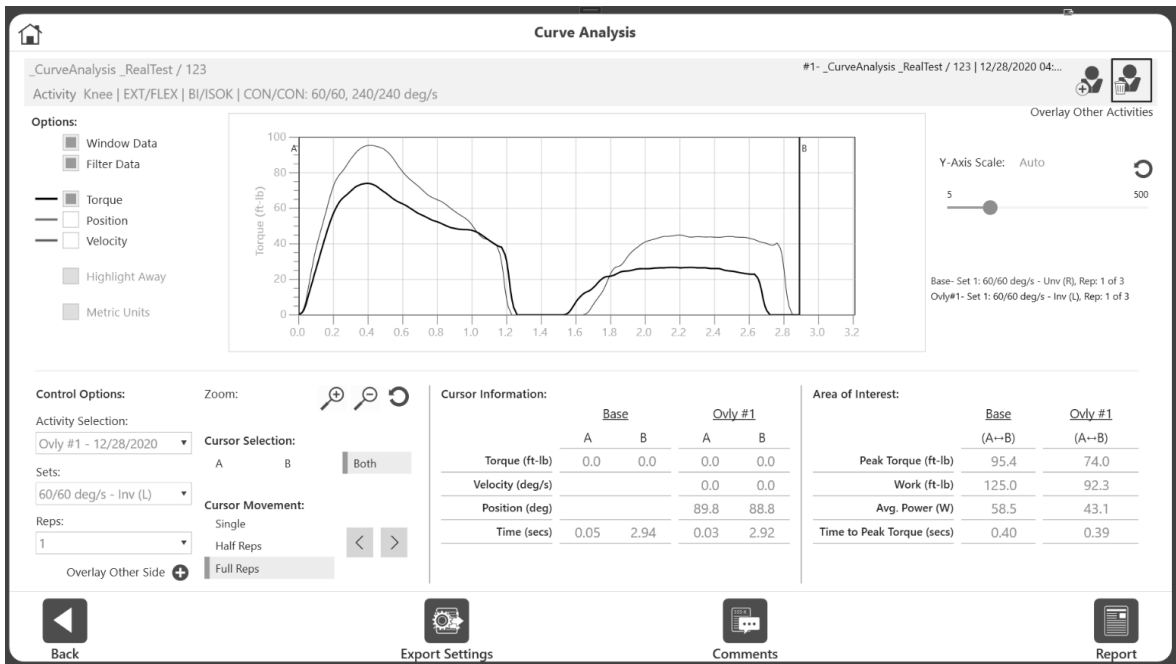 Curve Analysis
_CurveAnalysis _RealTest / 123
#1- _CurveAnalysis _RealTest / 123 | 12/28/2020 04:...
Activity Knee | EXT/FLEX | BI/ISOK | CON/CON: 60/60, 240/240 deg/s
Overlay Other Activities
Options:
Window Data
Filter Data
Torque
Position
Velocity
Highlight Away
Metric Units
Torque (ft-lb)
100
80
60
40
20
0
A
B
0.0 0.2 0.4 0.6 0.8 1.0 1.2 1.4 1.6 1.8 2.0 2.2 2.4 2.6 2.8 3.0 3.2
Y-Axis Scale: Auto
5 500
Base- Set 1: 60/60 deg/s - Unv (R), Rep: 1 of 3
Ovly#1- Set 1: 60/60 deg/s - Inv (L), Rep: 1 of 3
Control Options:
Activity Selection:
Ovly #1 - 12/28/2020
Sets:
60/60 deg/s - Inv (L)
Reps:
1
Overlay Other Side
Zoom:
Cursor Selection:
A B Both
Cursor Movement:
Single
Half Reps
Full Reps
Cursor Information:
Base Ovly #1
A B A B
Torque (ft-lb) 0.0 0.0 0.0 0.0
Velocity (deg/s) 0.0 0.0
Position (deg) 89.8 88.8
Time (secs) 0.05 2.94 0.03 2.92
Area of Interest:
Base Ovly #1
(A↔B) (A↔B)
Peak Torque (ft-lb) 95.4 74.0
Work (ft-lb) 125.0 92.3
Avg. Power (W) 58.5 43.1
Time to Peak Torque (secs) 0.40 0.39
Back
Export Settings
Comments
Report